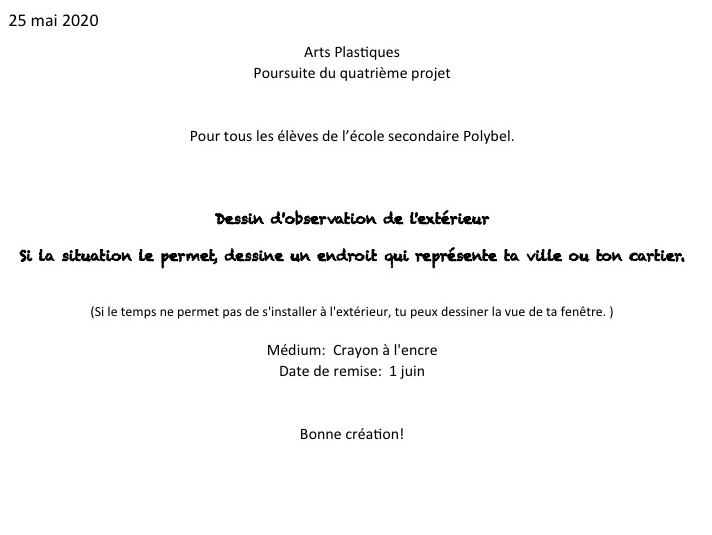 25 mai 2020
Arts Plastiques
Poursuite du quatrième projet
Pour tous les élèves de l’école secondaire Polybel.
Dessin d'observation de l'extérieur
Si la situation le permet, dessine un endroit qui représente ta ville ou ton cartier.
(Si le temps ne permet pas de s'installer à l'extérieur, tu peux dessiner la vue de ta fenêtre. )
Médium:  Crayon à l'encre
Date de remise:  1 juin
Bonne création!